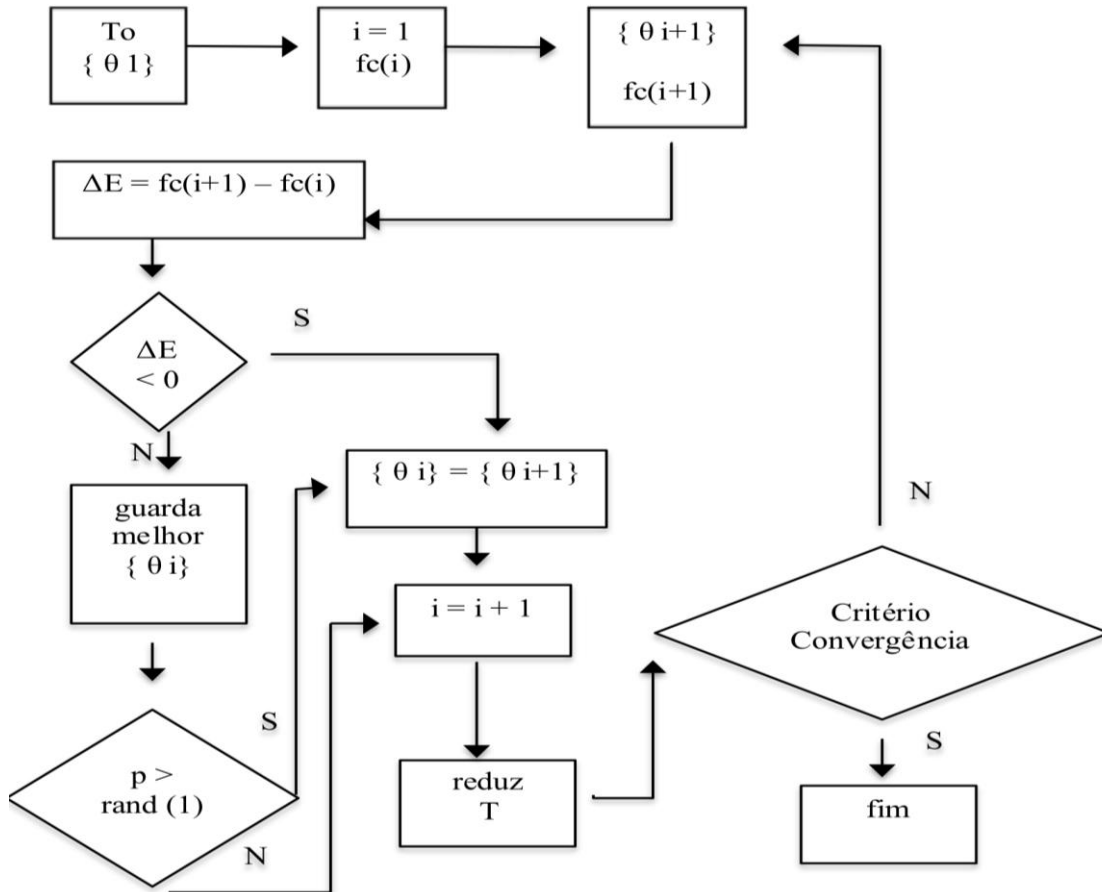 To
{ θ 1}
i = 1
fc(i)
{ θ i+1}
fc(i+1)
ΔE = fc(i+1) – fc(i)
ΔE
< 0
S
N
guarda
melhor
{ θ i}
{ θ i} = { θ i+1}
i = i + 1
p >
rand (1)
S
N
reduz
T
Critério
Convergência
N
S
fim